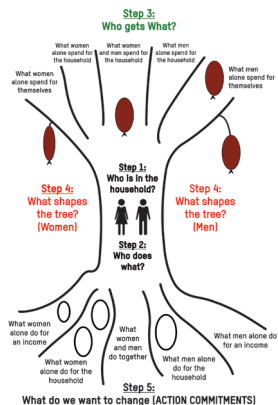 Step 3:
Who gets What?
What women
alone spend for
the household
What women
and men spend for
the household
What men
alone spend for
the household
What women
alone spend for
themselves
What men
alone spend for
themselves
Step 1:
Who is in the
household?
Step 4:
What shapes
the tree?
(Women)
Step 4:
What shapes
the tree?
(Men)
Step 2:
Who does
what?
What women
alone do for
an income
What women
alone do for the
household
What
women
and men
do together
What men alone
do for the
household
What men alone do
for an income
Step 5:
What do we want to change (ACTION COMMITMENTS)